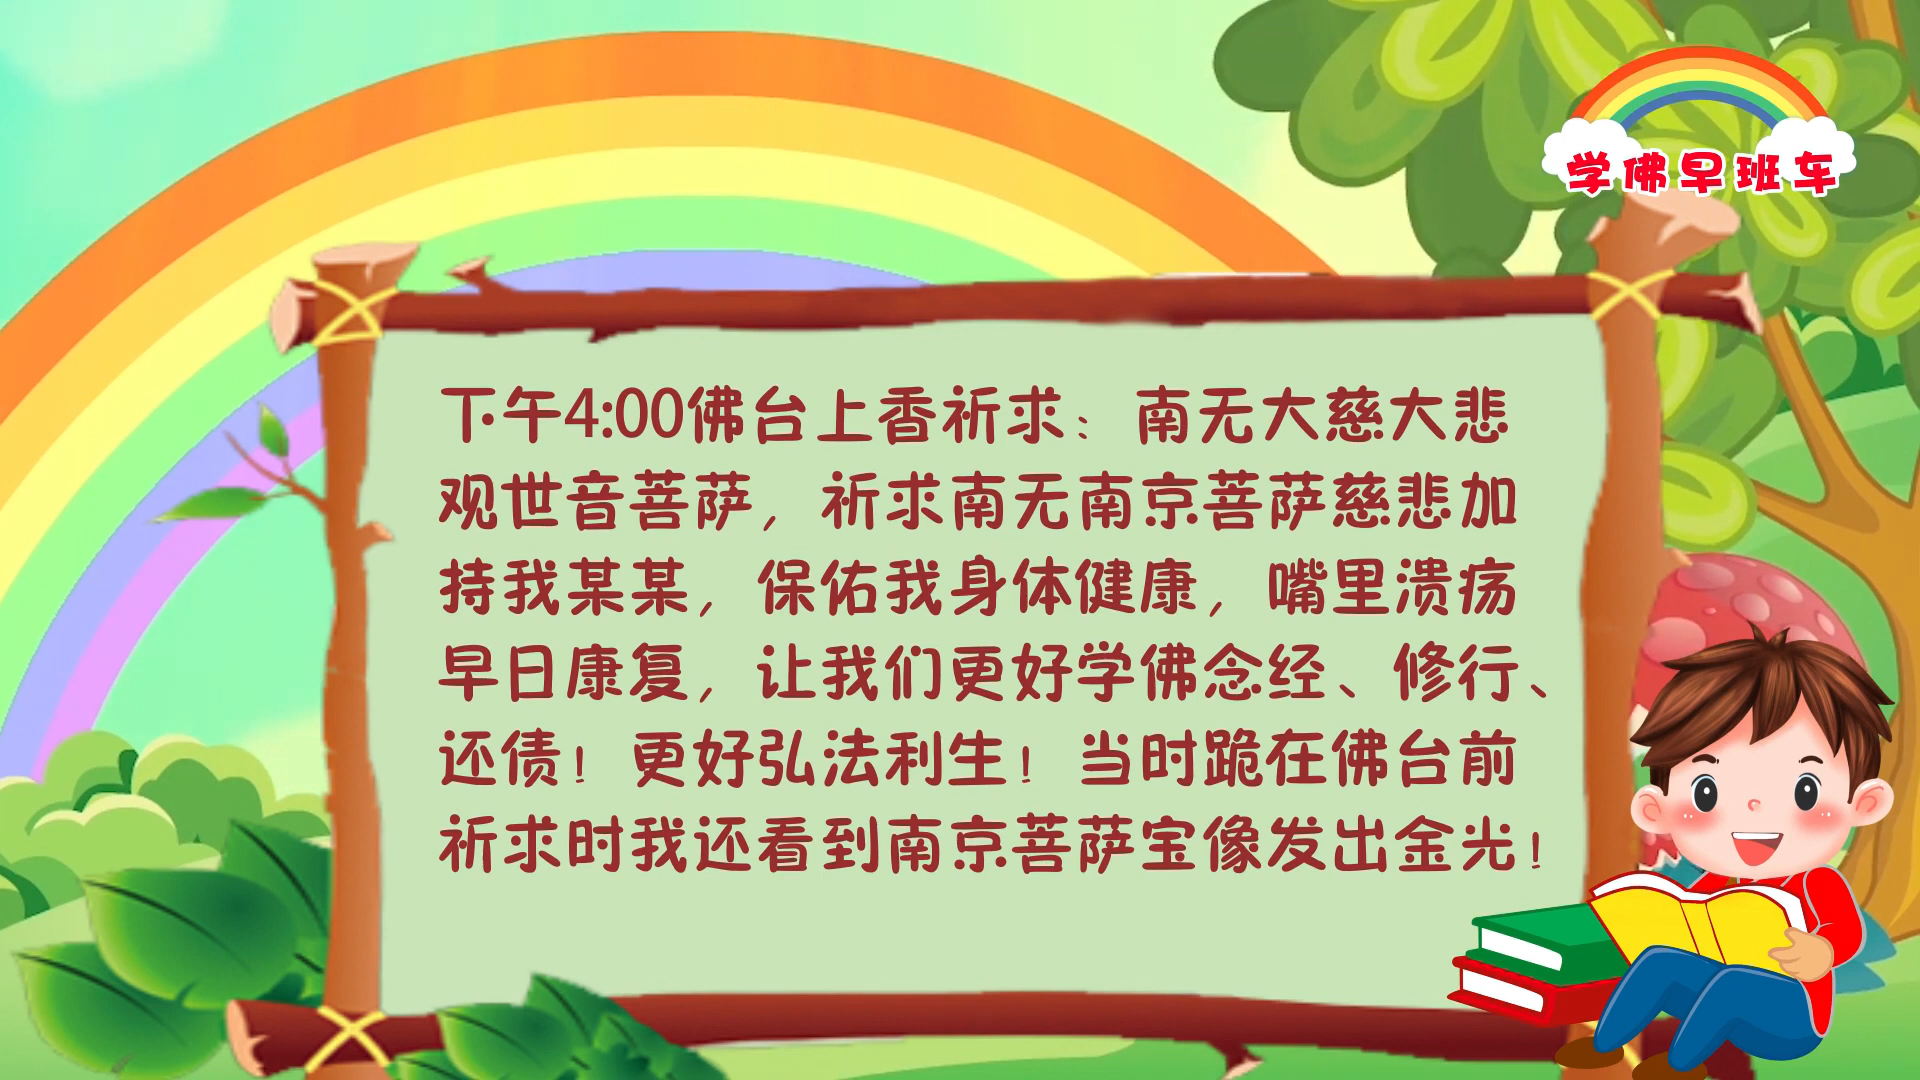 学佛早班车
下午4:00佛台上香祈求：南无大慈大悲
观世音菩萨，祈求南无南京菩萨慈悲加
持我某某，保佑我身体健康，嘴里溃疡
早日康复，让我们更好学佛念经、修行、
还债！更好弘法利生！当时跪在佛台前
祈求时我还看到南京菩萨宝像发出金光！